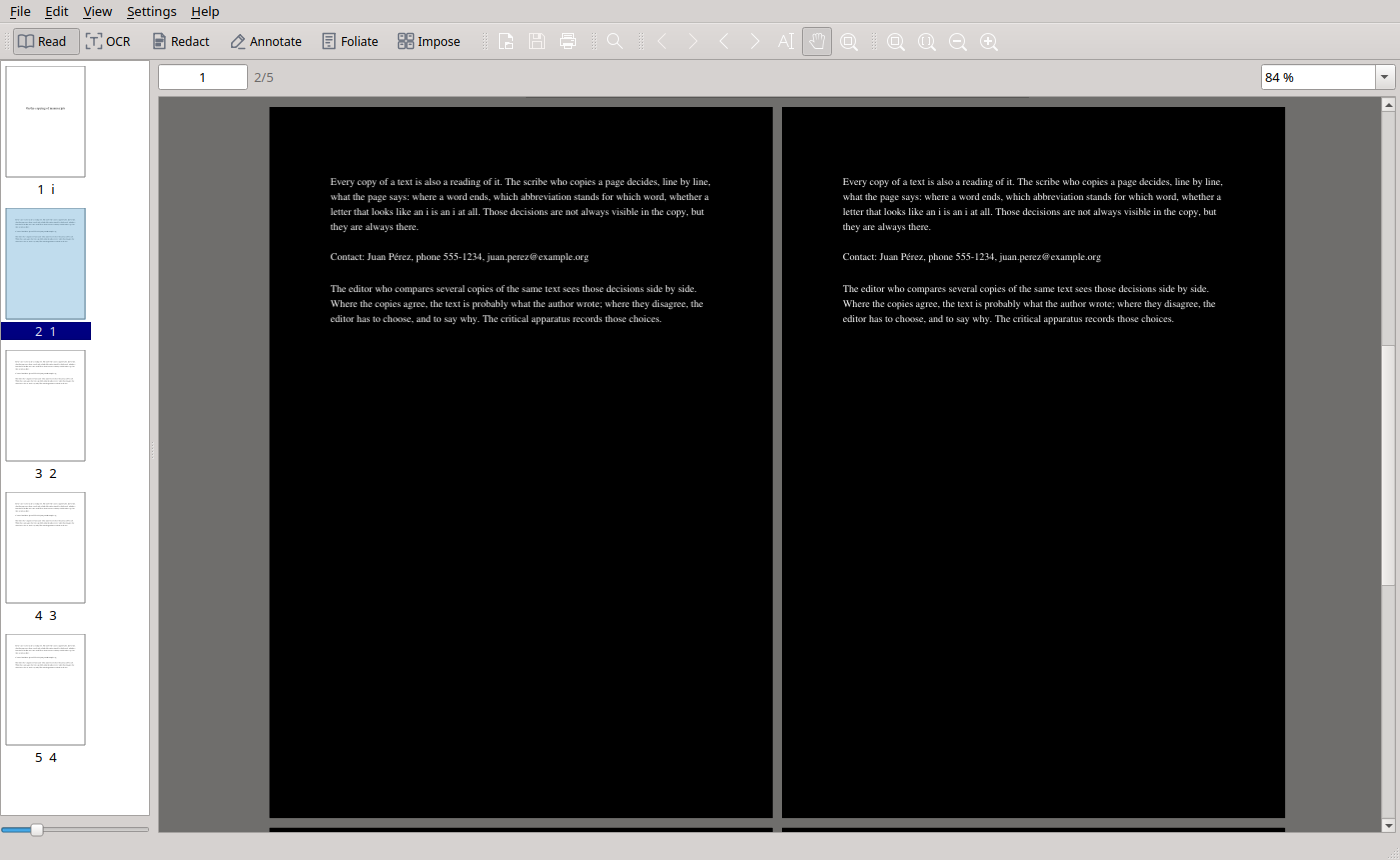 File Edit View Settings Help
Read OCR Redact Annotate Foliate Impose
1 2/5 84 %
1 i
2 1
3 2
4 3
5 4
Every copy of a text is also a reading of it. The scribe who copies a page decides, line by line,
what the page says: where a word ends, which abbreviation stands for which word, whether a
letter that looks like an i is an i at all. Those decisions are not always visible in the copy, but
they are always there.
Contact: Juan Pérez, phone 555-1234, juan.perez@example.org
The editor who compares several copies of the same text sees those decisions side by side.
Where the copies agree, the text is probably what the author wrote; where they disagree, the
editor has to choose, and to say why. The critical apparatus records those choices.
Every copy of a text is also a reading of it. The scribe who copies a page decides, line by line,
what the page says: where a word ends, which abbreviation stands for which word, whether a
letter that looks like an i is an i at all. Those decisions are not always visible in the copy, but
they are always there.
Contact: Juan Pérez, phone 555-1234, juan.perez@example.org
The editor who compares several copies of the same text sees those decisions side by side.
Where the copies agree, the text is probably what the author wrote; where they disagree, the
editor has to choose, and to say why. The critical apparatus records those choices.